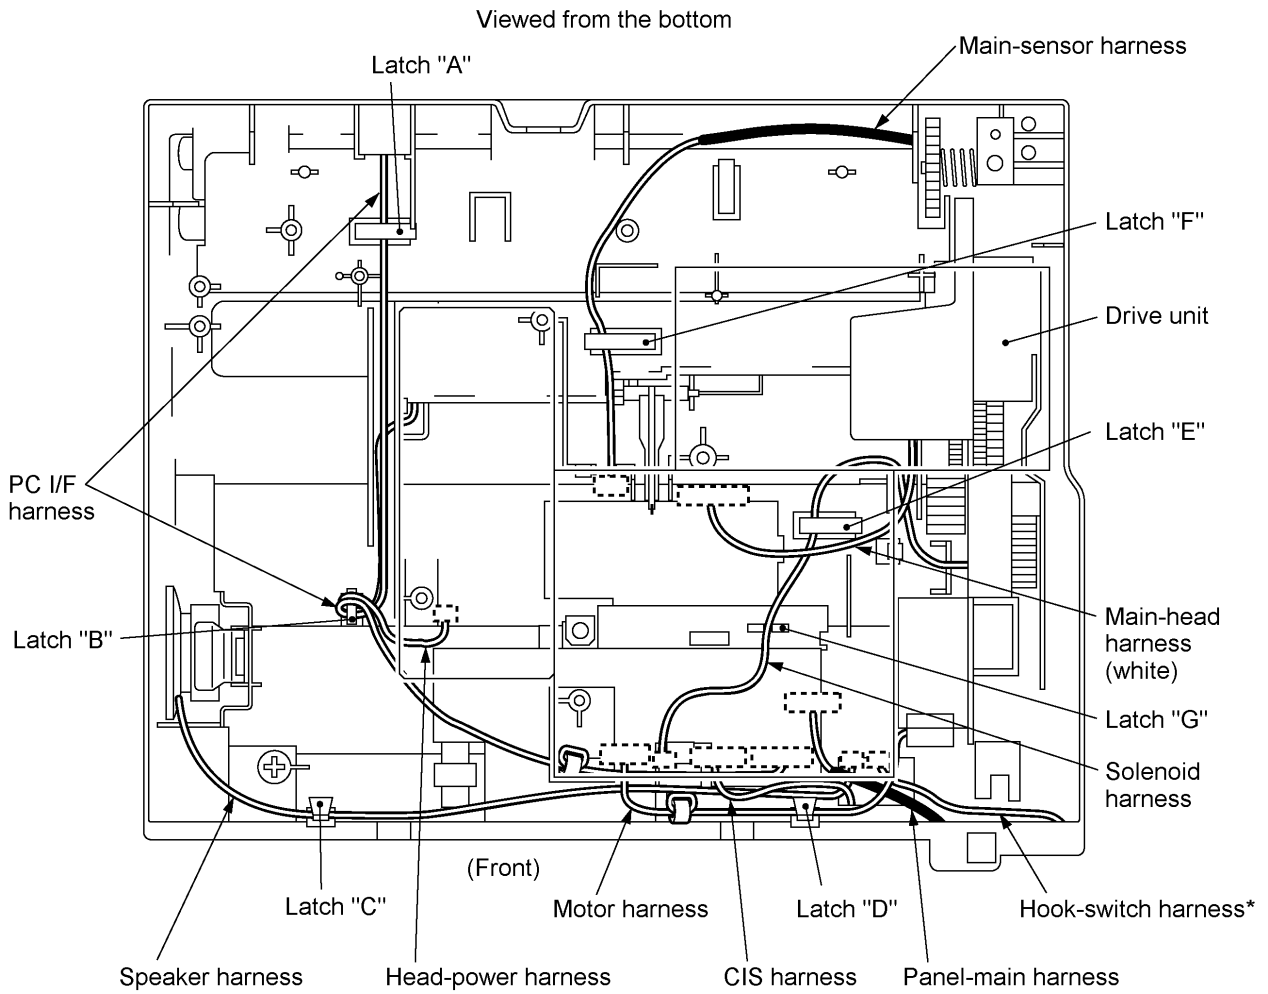 Viewed from the bottom
Main-sensor harness
Latch "A"
Latch "F"
Drive unit
Latch "E"
PC I/F
harness
Main-head
harness
(white)
Latch "B"
Latch "G"
Solenoid
harness
(Front)
Latch "C"
Motor harness
Latch "D"
Hook-switch harness*
Speaker harness
Head-power harness
CIS harness
Panel-main harness